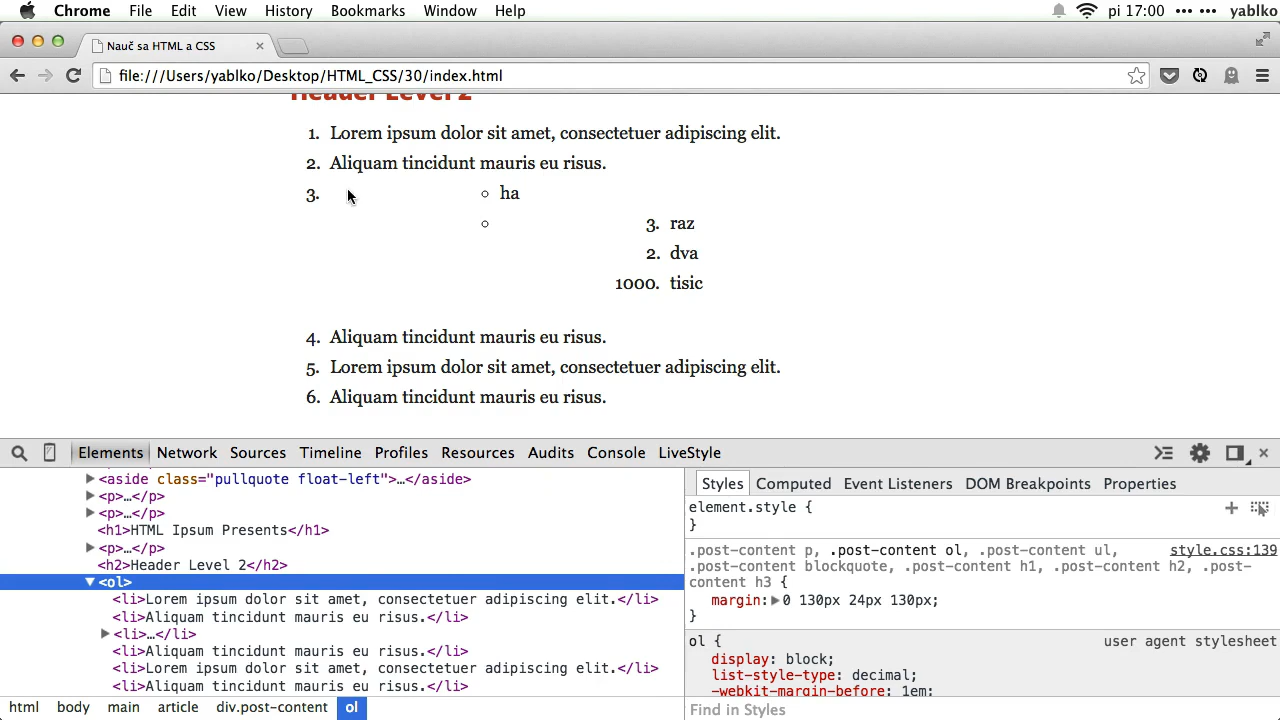 Chrome File Edit View History Bookmarks Window Help pi 17:00 yablko
Nauč sa HTML a CSS
file:///Users/yablko/Desktop/HTML_CSS/30/index.html
Header Level 2
1. Lorem ipsum dolor sit amet, consectetuer adipiscing elit.
2. Aliquam tincidunt mauris eu risus.
3. ha
3. raz
2. dva
1000. tisic
4. Aliquam tincidunt mauris eu risus.
5. Lorem ipsum dolor sit amet, consectetuer adipiscing elit.
6. Aliquam tincidunt mauris eu risus.
Elements Network Sources Timeline Profiles Resources Audits Console LiveStyle
<aside class="pullquote float-left">…</aside>
<p>…</p>
<p>…</p>
<h1>HTML Ipsum Presents</h1>
<p>…</p>
<h2>Header Level 2</h2>
<ol>
<li>Lorem ipsum dolor sit amet, consectetuer adipiscing elit.</li>
<li>Aliquam tincidunt mauris eu risus.</li>
<li>…</li>
<li>Aliquam tincidunt mauris eu risus.</li>
<li>Lorem ipsum dolor sit amet, consectetuer adipiscing elit.</li>
<li>Aliquam tincidunt mauris eu risus.</li>
html body main article div.post-content ol
Styles Computed Event Listeners DOM Breakpoints Properties
element.style {
}
.post-content p, .post-content ol, .post-content ul, style.css:139
.post-content blockquote, .post-content h1, .post-content h2, .post-
content h3 {
margin: 0 130px 24px 130px;
}
ol { user agent stylesheet
display: block;
list-style-type: decimal;
-webkit-margin-before: 1em;
Find in Styles